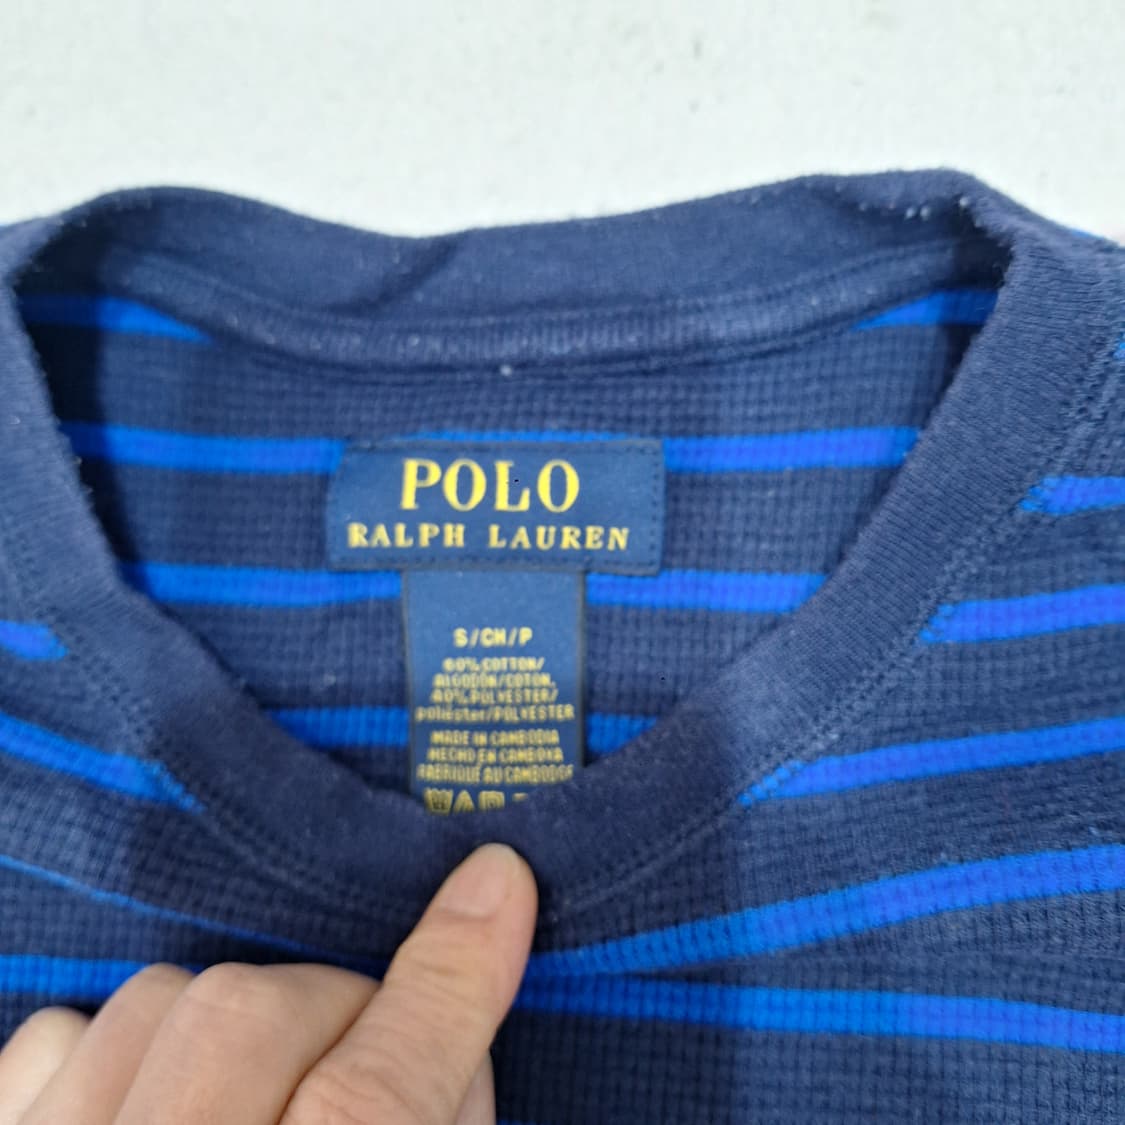 POLO
RALPH LAUREN
S/CH/P
60% COTTON/
ALGODÓN/COTON,
40% POLYESTER/
poliéster/POLYESTER
MADE IN CAMBODIA
HECHO EN CAMBOYA
FABRIQUÉ AU CAMBODGE